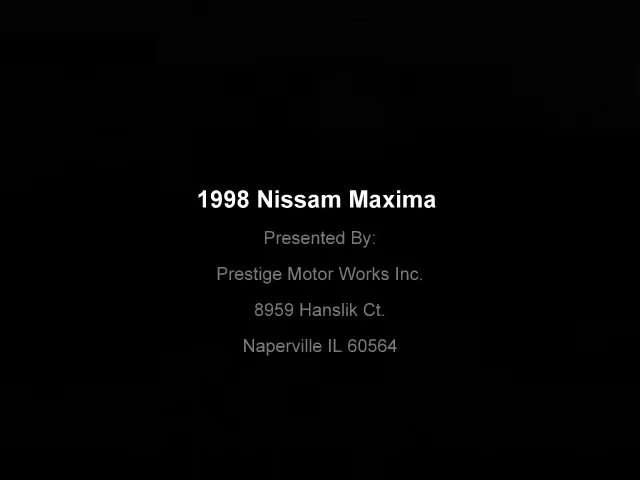 1998 Nissam Maxima
Presented By:
Prestige Motor Works Inc.
8959 Hanslik Ct.
Naperville IL 60564